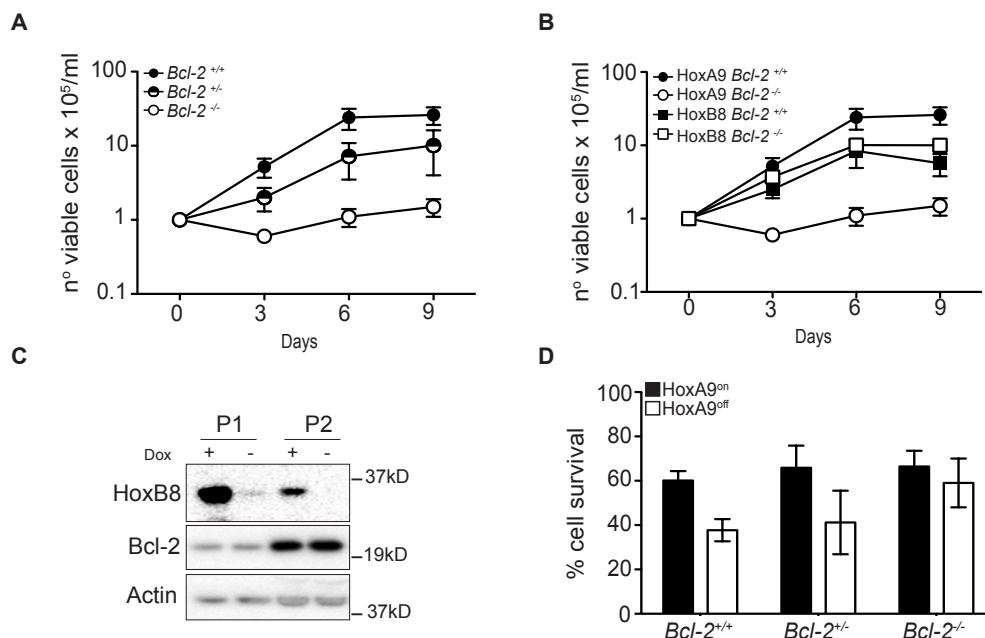 A
nº viable cells x 10⁵/ml
100
10
1
0.1
Bcl-2 +/+
Bcl-2 +/-
Bcl-2 -/-
0 3 6 9
Days
B
nº viable cells x 10⁵/ml
100
10
1
0.1
HoxA9 Bcl-2 +/+
HoxA9 Bcl-2 -/-
HoxB8 Bcl-2 +/+
HoxB8 Bcl-2 -/-
0 3 6 9
Days
C
P1 P2
Dox + - + -
HoxB8 37kD
Bcl-2 19kD
Actin 37kD
D
% cell survival
100
80
60
40
20
0
HoxA9on
HoxA9off
Bcl-2+/+ Bcl-2+/- Bcl-2-/-